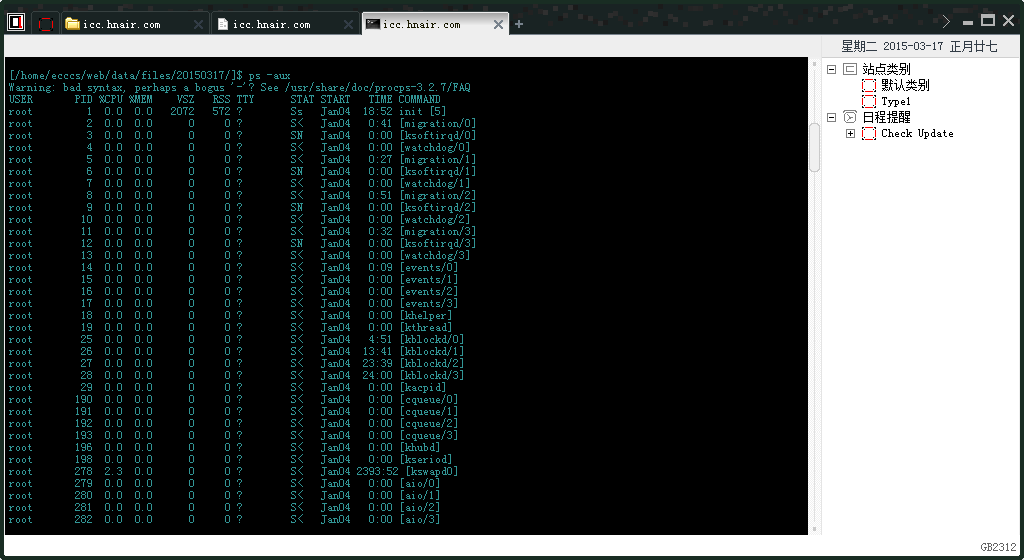 icc.hnair.com
icc.hnair.com
icc.hnair.com
星期二 2015-03-17 正月廿七
[/home/ecccs/web/data/files/20150317/]$ ps -aux
Warning: bad syntax, perhaps a bogus '-'? See /usr/share/doc/procps-3.2.7/FAQ
USER PID %CPU %MEM VSZ RSS TTY STAT START TIME COMMAND
root 1 0.0 0.0 2072 572 ? Ss Jan04 18:52 init [5]
root 2 0.0 0.0 0 0 ? S< Jan04 0:41 [migration/0]
root 3 0.0 0.0 0 0 ? SN Jan04 0:00 [ksoftirqd/0]
root 4 0.0 0.0 0 0 ? S< Jan04 0:00 [watchdog/0]
root 5 0.0 0.0 0 0 ? S< Jan04 0:27 [migration/1]
root 6 0.0 0.0 0 0 ? SN Jan04 0:00 [ksoftirqd/1]
root 7 0.0 0.0 0 0 ? S< Jan04 0:00 [watchdog/1]
root 8 0.0 0.0 0 0 ? S< Jan04 0:51 [migration/2]
root 9 0.0 0.0 0 0 ? SN Jan04 0:00 [ksoftirqd/2]
root 10 0.0 0.0 0 0 ? S< Jan04 0:00 [watchdog/2]
root 11 0.0 0.0 0 0 ? S< Jan04 0:32 [migration/3]
root 12 0.0 0.0 0 0 ? SN Jan04 0:00 [ksoftirqd/3]
root 13 0.0 0.0 0 0 ? S< Jan04 0:00 [watchdog/3]
root 14 0.0 0.0 0 0 ? S< Jan04 0:09 [events/0]
root 15 0.0 0.0 0 0 ? S< Jan04 0:00 [events/1]
root 16 0.0 0.0 0 0 ? S< Jan04 0:00 [events/2]
root 17 0.0 0.0 0 0 ? S< Jan04 0:00 [events/3]
root 18 0.0 0.0 0 0 ? S< Jan04 0:00 [khelper]
root 19 0.0 0.0 0 0 ? S< Jan04 0:00 [kthread]
root 25 0.0 0.0 0 0 ? S< Jan04 4:51 [kblockd/0]
root 26 0.0 0.0 0 0 ? S< Jan04 13:41 [kblockd/1]
root 27 0.0 0.0 0 0 ? S< Jan04 23:39 [kblockd/2]
root 28 0.0 0.0 0 0 ? S< Jan04 24:00 [kblockd/3]
root 29 0.0 0.0 0 0 ? S< Jan04 0:00 [kacpid]
root 190 0.0 0.0 0 0 ? S< Jan04 0:00 [cqueue/0]
root 191 0.0 0.0 0 0 ? S< Jan04 0:00 [cqueue/1]
root 192 0.0 0.0 0 0 ? S< Jan04 0:00 [cqueue/2]
root 193 0.0 0.0 0 0 ? S< Jan04 0:00 [cqueue/3]
root 196 0.0 0.0 0 0 ? S< Jan04 0:00 [khubd]
root 198 0.0 0.0 0 0 ? S< Jan04 0:00 [kseriod]
root 278 2.3 0.0 0 0 ? S< Jan04 2393:52 [kswapd0]
root 279 0.0 0.0 0 0 ? S< Jan04 0:00 [aio/0]
root 280 0.0 0.0 0 0 ? S< Jan04 0:00 [aio/1]
root 281 0.0 0.0 0 0 ? S< Jan04 0:00 [aio/2]
root 282 0.0 0.0 0 0 ? S< Jan04 0:00 [aio/3]
站点类别
默认类别
Type1
日程提醒
Check Update
GB2312